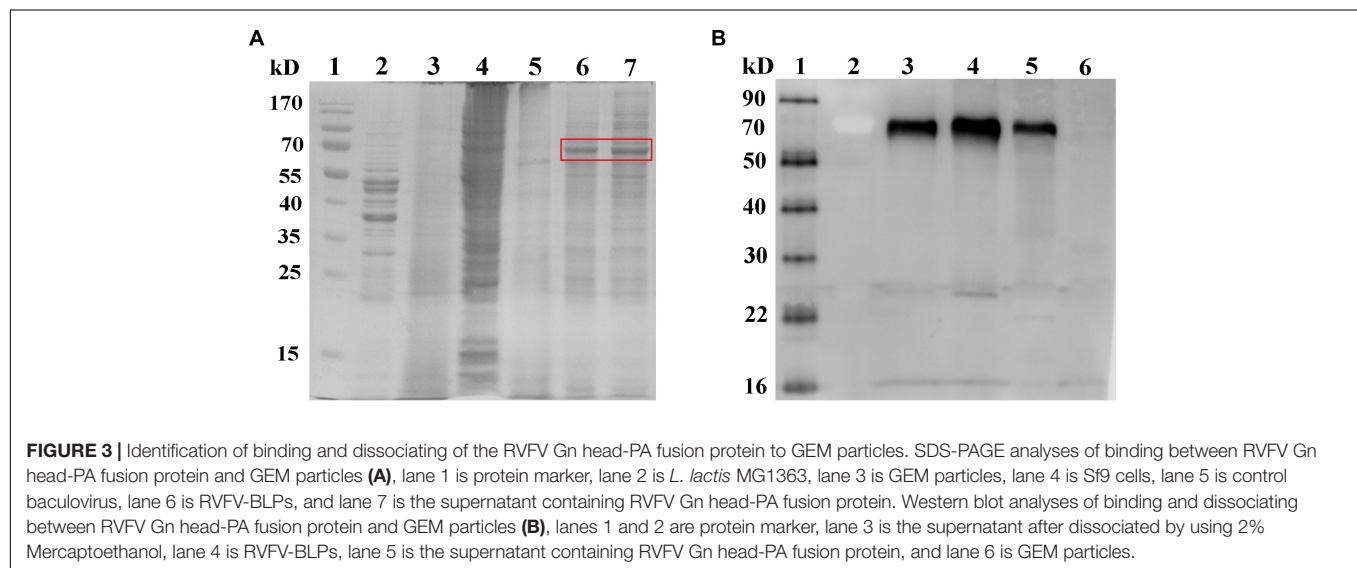 A
kD 1 2 3 4 5 6 7
170
70
55
40
35
25
15
B
kD 1 2 3 4 5 6
90
70
50
40
30
22
16
FIGURE 3 | Identification of binding and dissociating of the RVFV Gn head-PA fusion protein to GEM particles. SDS-PAGE analyses of binding between RVFV Gn
head-PA fusion protein and GEM particles (A), lane 1 is protein marker, lane 2 is L. lactis MG1363, lane 3 is GEM particles, lane 4 is Sf9 cells, lane 5 is control
baculovirus, lane 6 is RVFV-BLPs, and lane 7 is the supernatant containing RVFV Gn head-PA fusion protein. Western blot analyses of binding and dissociating
between RVFV Gn head-PA fusion protein and GEM particles (B), lanes 1 and 2 are protein marker, lane 3 is the supernatant after dissociated by using 2%
Mercaptoethanol, lane 4 is RVFV-BLPs, lane 5 is the supernatant containing RVFV Gn head-PA fusion protein, and lane 6 is GEM particles.